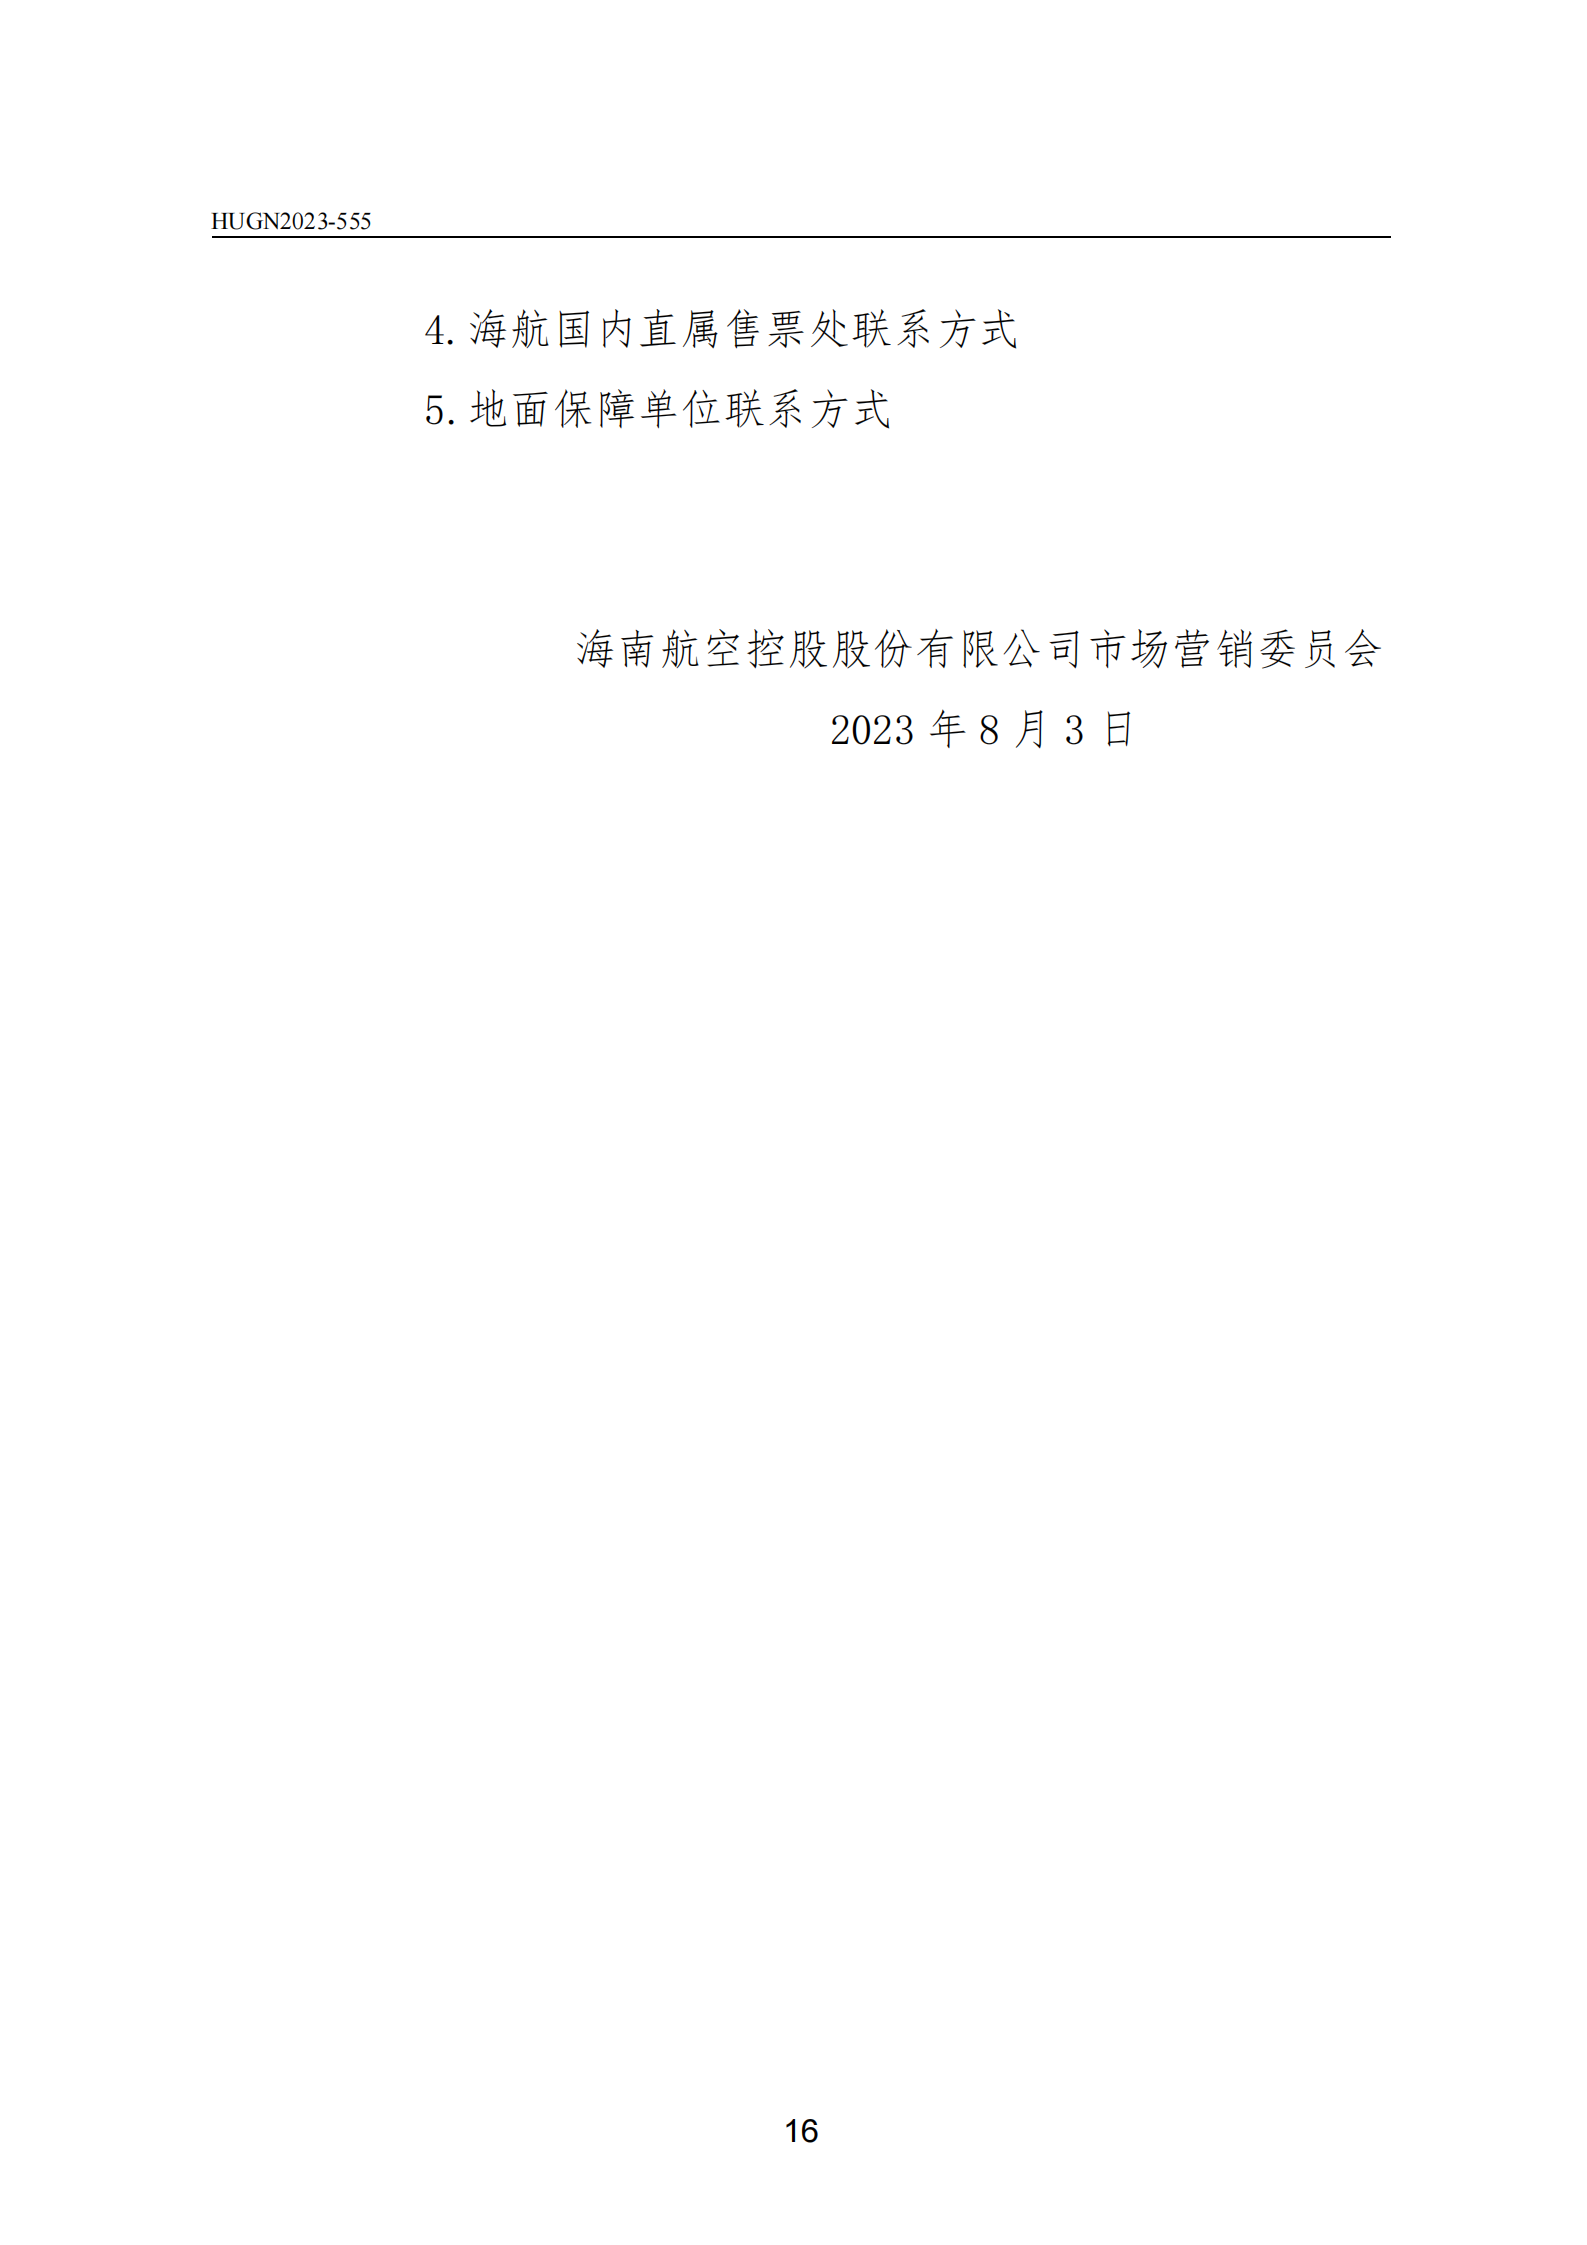 HUGN2023-555
4. 海航国内直属售票处联系方式
5. 地面保障单位联系方式
海南航空控股股份有限公司市场营销委员会
2023 年 8 月 3 日
16